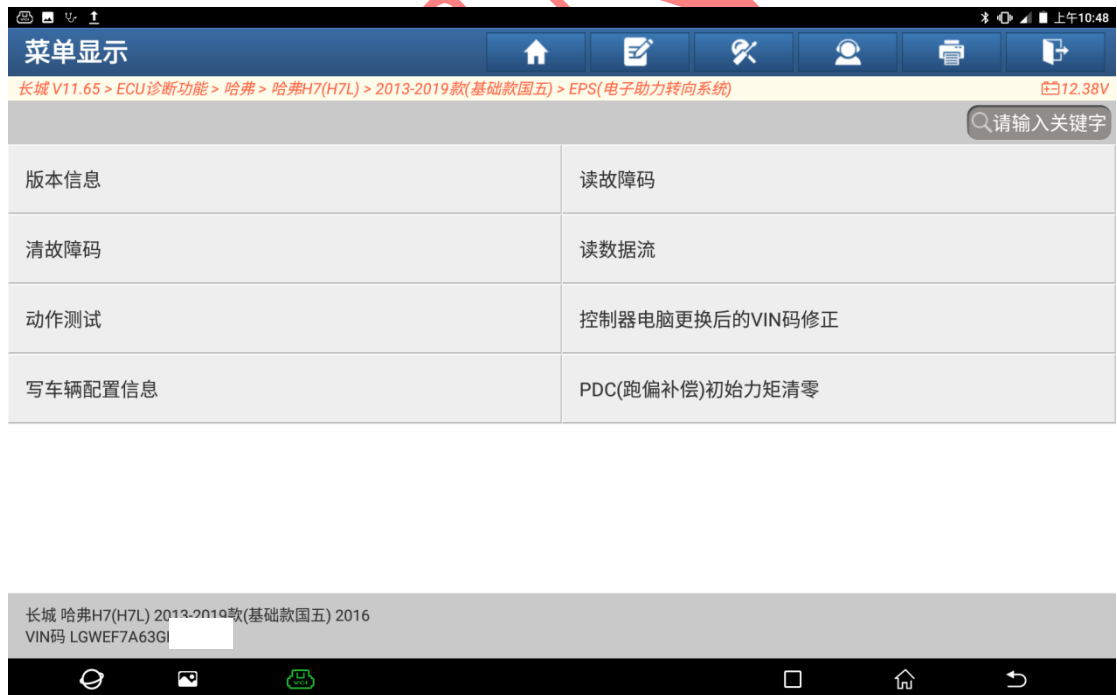 上午10:48
菜单显示
长城 V11.65 > ECU诊断功能 > 哈弗 > 哈弗H7(H7L) > 2013-2019款(基础款国五) > EPS(电子助力转向系统) 12.38V
请输入关键字
版本信息 读故障码
清故障码 读数据流
动作测试 控制器电脑更换后的VIN码修正
写车辆配置信息 PDC(跑偏补偿)初始力矩清零
长城 哈弗H7(H7L) 2013-2019款(基础款国五) 2016
VIN码 LGWEF7A63G
VCI